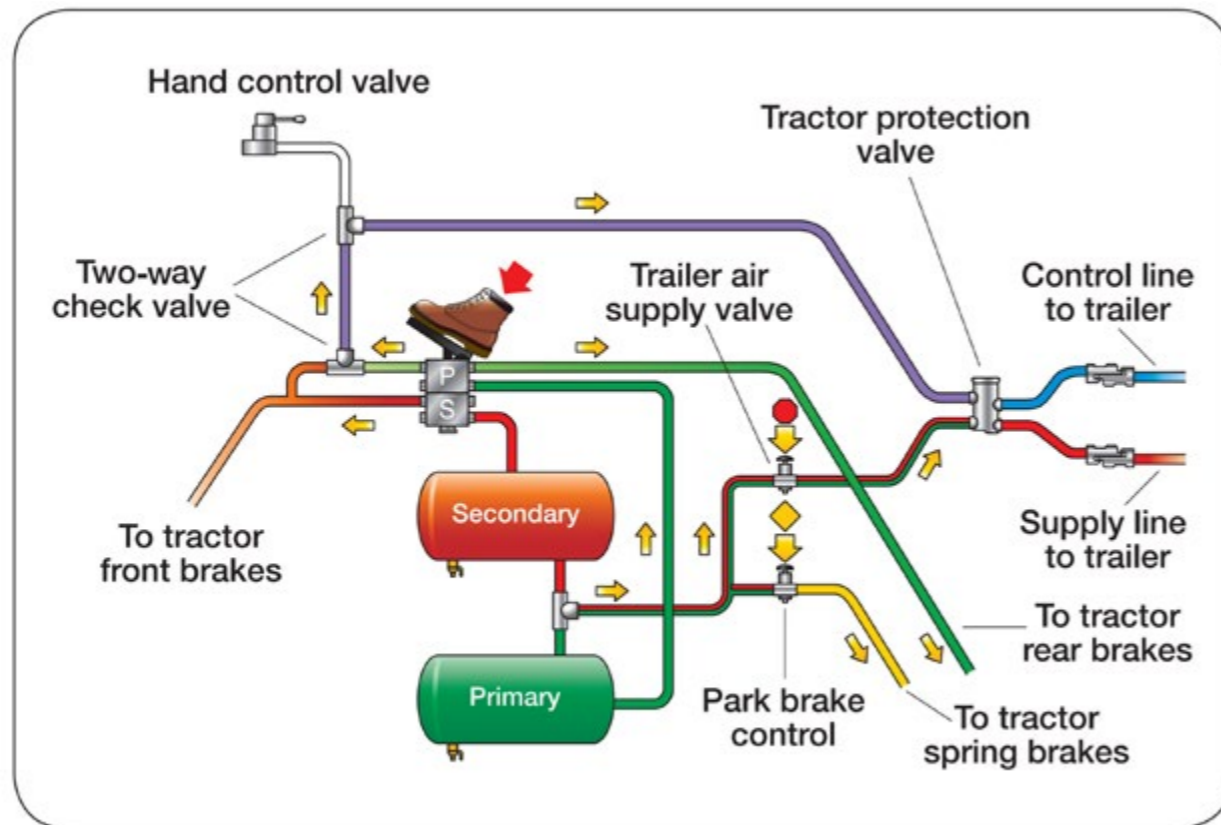 Hand control valve
Tractor protection
valve
Two-way
check valve
Trailer air
supply valve
Control line
to trailer
P
S
Secondary
To tractor
front brakes
Supply line
to trailer
Primary
Park brake
control
To tractor
rear brakes
To tractor
spring brakes